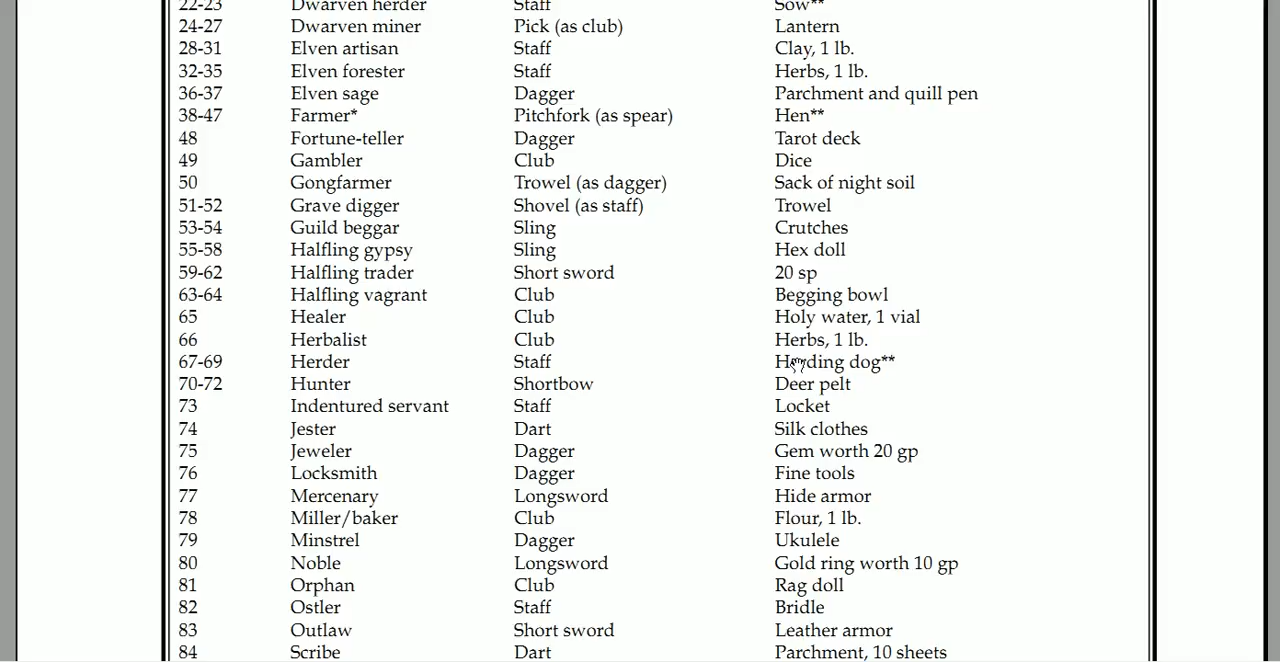 22-23 Dwarven herder Staff Sow**
24-27 Dwarven miner Pick (as club) Lantern
28-31 Elven artisan Staff Clay, 1 lb.
32-35 Elven forester Staff Herbs, 1 lb.
36-37 Elven sage Dagger Parchment and quill pen
38-47 Farmer* Pitchfork (as spear) Hen**
48 Fortune-teller Dagger Tarot deck
49 Gambler Club Dice
50 Gongfarmer Trowel (as dagger) Sack of night soil
51-52 Grave digger Shovel (as staff) Trowel
53-54 Guild beggar Sling Crutches
55-58 Halfling gypsy Sling Hex doll
59-62 Halfling trader Short sword 20 sp
63-64 Halfling vagrant Club Begging bowl
65 Healer Club Holy water, 1 vial
66 Herbalist Club Herbs, 1 lb.
67-69 Herder Staff Herding dog**
70-72 Hunter Shortbow Deer pelt
73 Indentured servant Staff Locket
74 Jester Dart Silk clothes
75 Jeweler Dagger Gem worth 20 gp
76 Locksmith Dagger Fine tools
77 Mercenary Longsword Hide armor
78 Miller/baker Club Flour, 1 lb.
79 Minstrel Dagger Ukulele
80 Noble Longsword Gold ring worth 10 gp
81 Orphan Club Rag doll
82 Ostler Staff Bridle
83 Outlaw Short sword Leather armor
84 Scribe Dart Parchment, 10 sheets